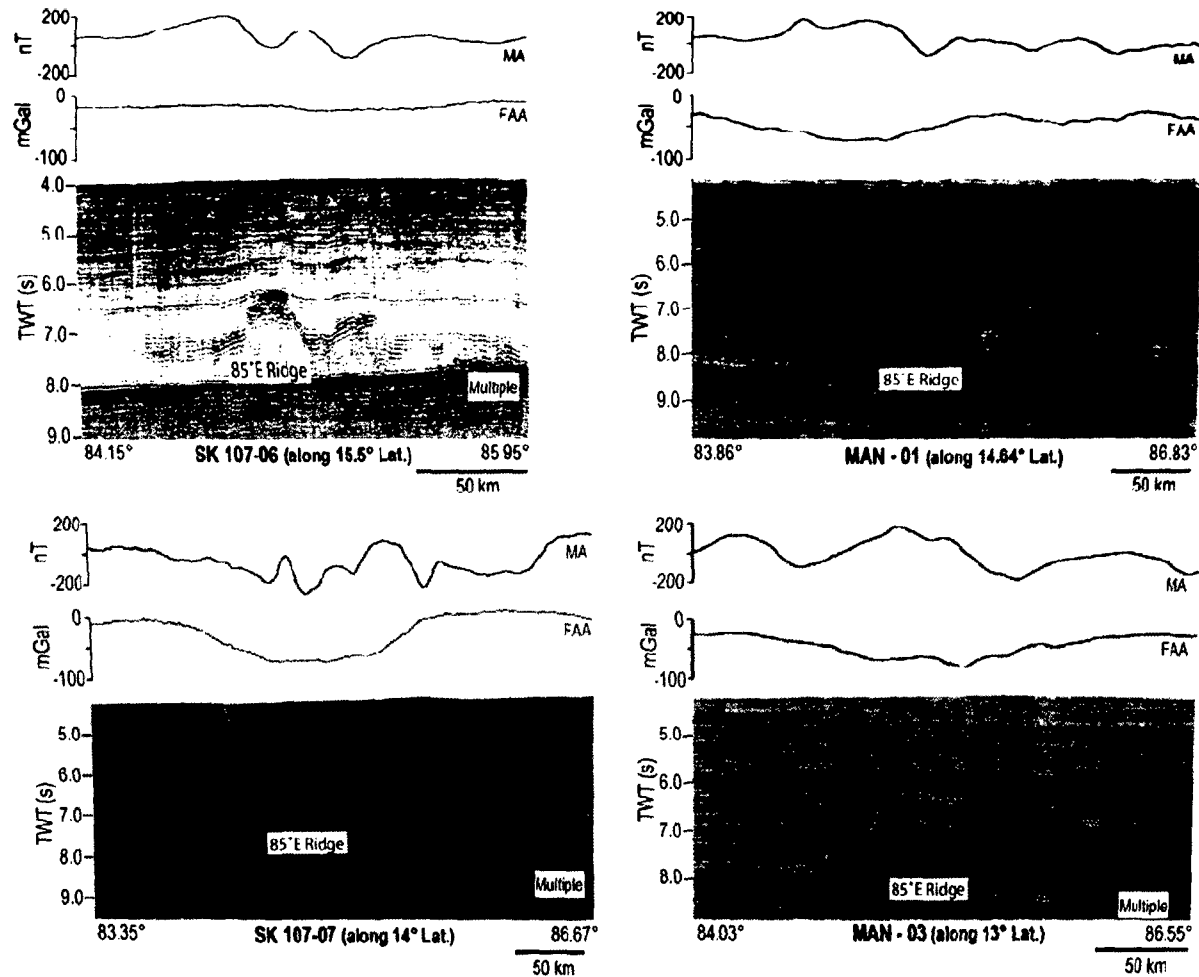 200
nT
-200
MA
0
mGal
-100
FAA
4.0
5.0
6.0
TWT (s)
7.0
8.0
9.0
85°E Ridge
Multiple
84.15° SK 107-06 (along 15.5° Lat.) 85.95°
50 km
200
nT
-200
MA
0
mGal
-100
FAA
5.0
6.0
TWT (s)
7.0
8.0
9.0
85°E Ridge
83.86° MAN - 01 (along 14.64° Lat.) 86.83°
50 km
200
nT
-200
MA
0
mGal
-100
FAA
5.0
6.0
TWT (s)
7.0
8.0
9.0
85°E Ridge
Multiple
83.35° SK 107-07 (along 14° Lat.) 86.67°
50 km
200
nT
-200
MA
0
mGal
-100
FAA
5.0
6.0
TWT (s)
7.0
8.0
85°E Ridge
Multiple
84.03° MAN - 03 (along 13° Lat.) 86.55°
50 km